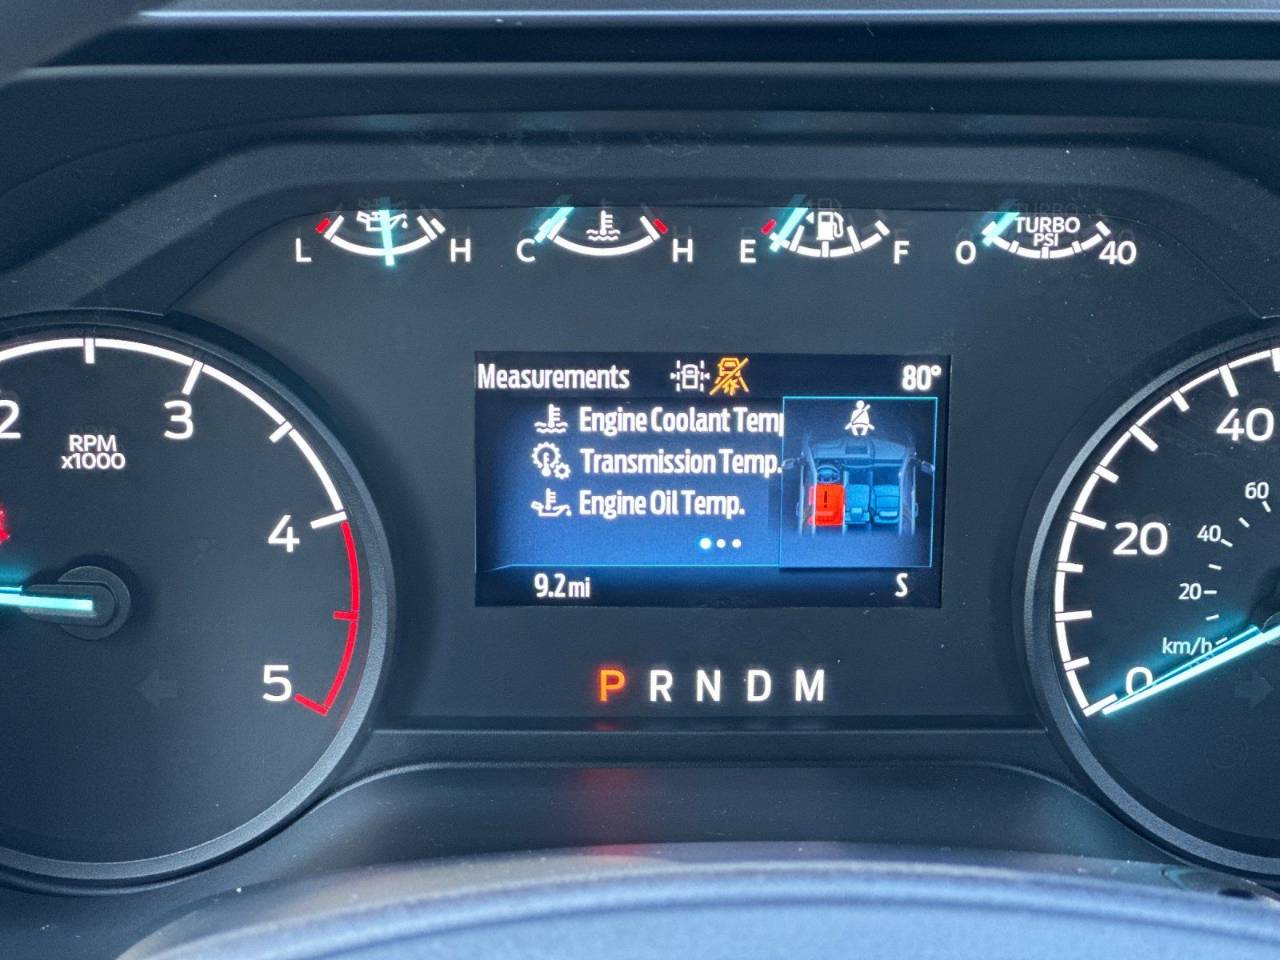 L H C H E F 0 TURBO PSI 40
Measurements 80°
Engine Coolant Temp
Transmission Temp.
Engine Oil Temp.
9.2 mi S
P R N D M
2 3 4 5
RPM
x1000
0 20 40
20 40 60
km/h